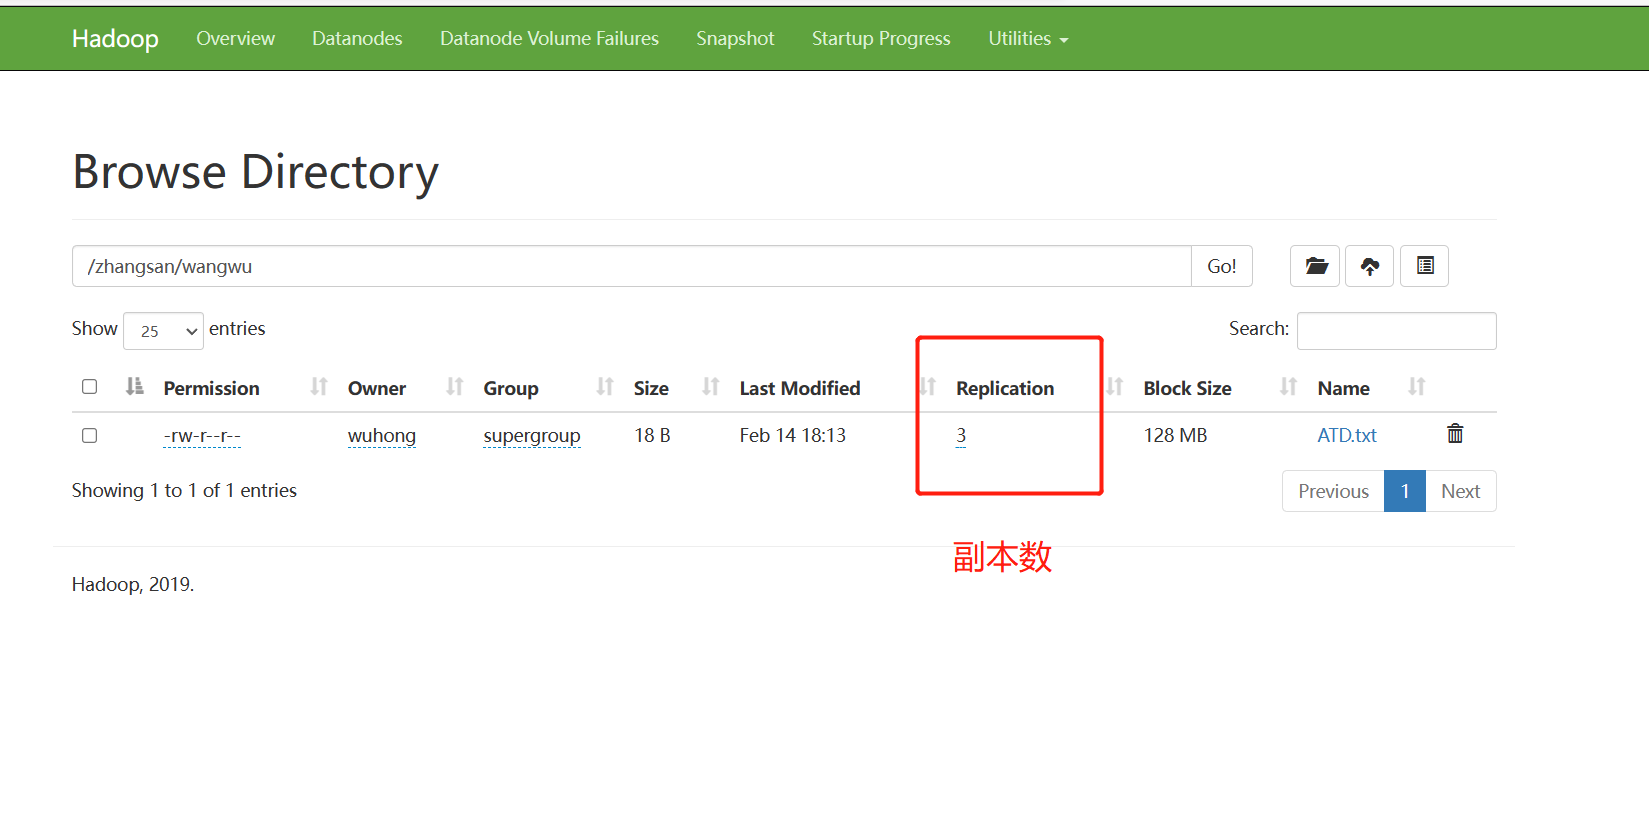 Hadoop Overview Datanodes Datanode Volume Failures Snapshot Startup Progress Utilities
Browse Directory
/zhangsan/wangwu Go!
Show 25 entries Search:
Permission Owner Group Size Last Modified Replication Block Size Name
-rw-r--r-- wuhong supergroup 18 B Feb 14 18:13 3 128 MB ATD.txt
Showing 1 to 1 of 1 entries Previous 1 Next
副本数
Hadoop, 2019.